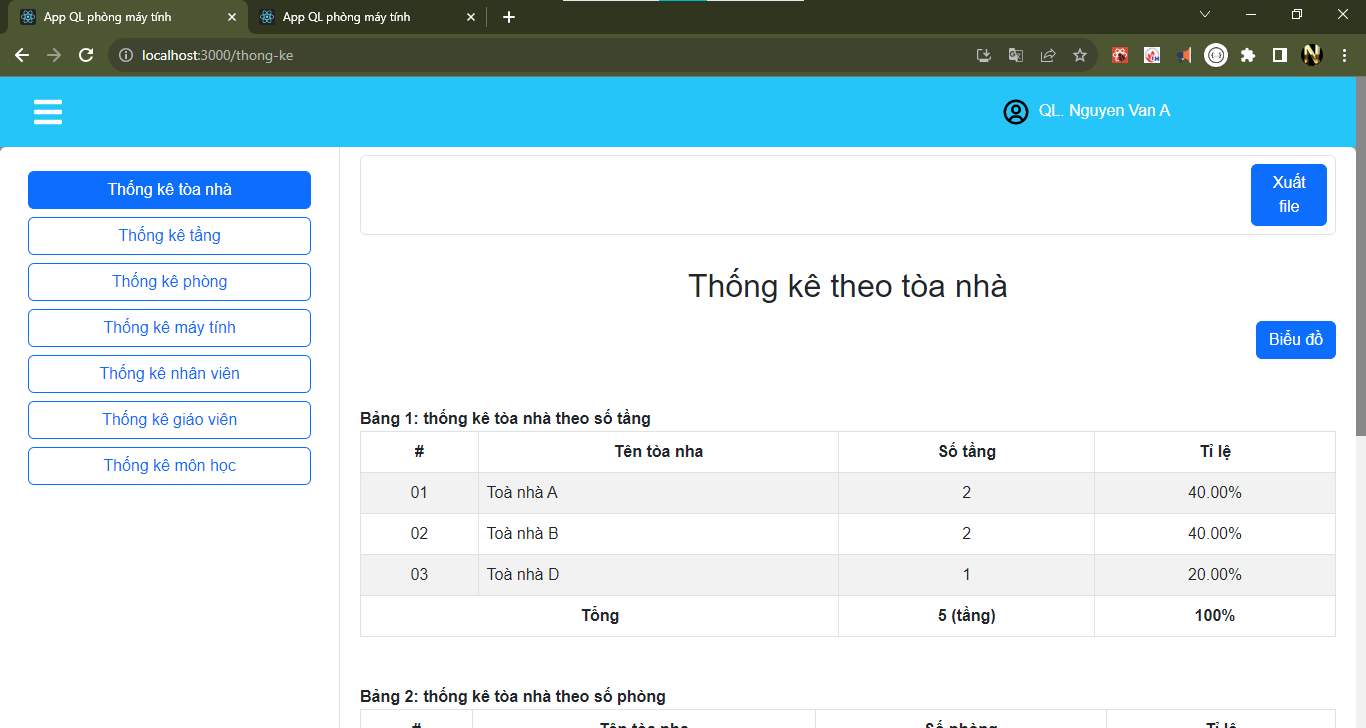 App QL phòng máy tính
App QL phòng máy tính
localhost:3000/thong-ke
QL. Nguyen Van A
Thống kê tòa nhà
Thống kê tầng
Thống kê phòng
Thống kê máy tính
Thống kê nhân viên
Thống kê giáo viên
Thống kê môn học
Xuất
file
Thống kê theo tòa nhà
Biểu đồ
Bảng 1: thống kê tòa nhà theo số tầng
# Tên tòa nha Số tầng Tỉ lệ
01 Toà nhà A 2 40.00%
02 Toà nhà B 2 40.00%
03 Toà nhà D 1 20.00%
Tổng 5 (tầng) 100%
Bảng 2: thống kê tòa nhà theo số phòng
# Tên tòa nha Số phòng Tỉ lệ